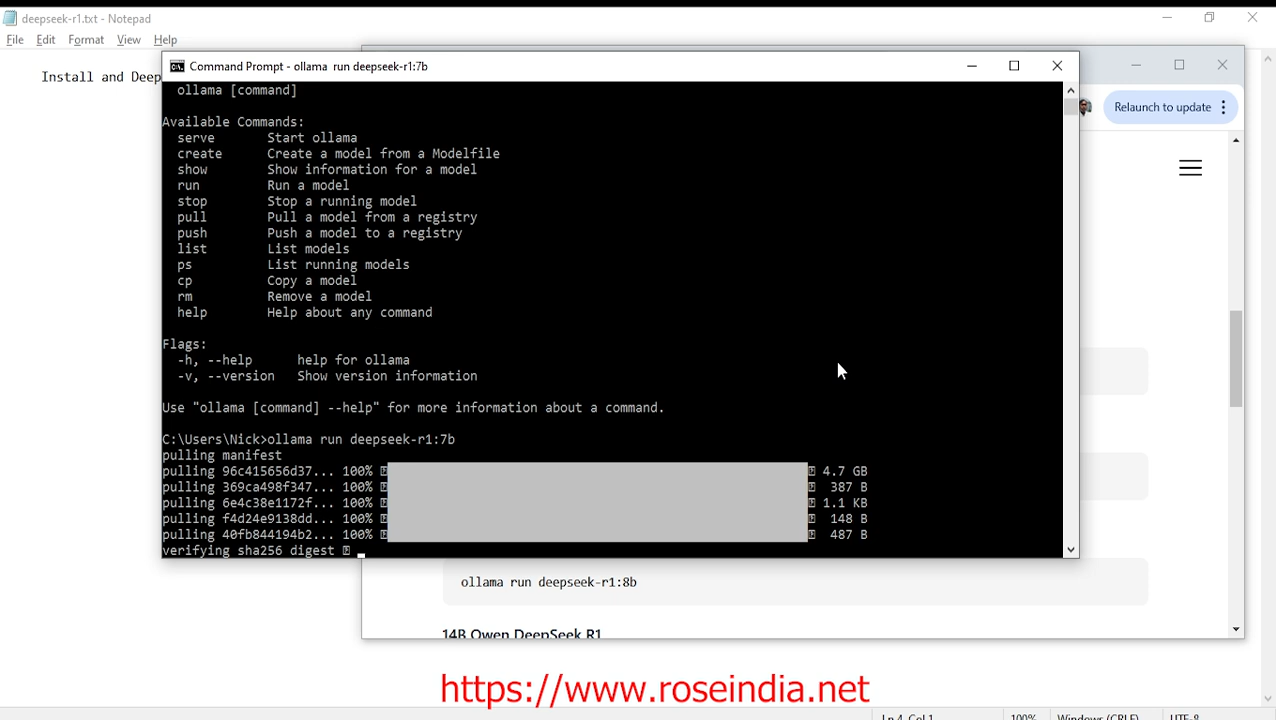 deepseek-r1.txt - Notepad
File Edit Format View Help
Install and Deep
Command Prompt - ollama run deepseek-r1:7b
Relaunch to update
ollama [command]
Available Commands:
serve Start ollama
create Create a model from a Modelfile
show Show information for a model
run Run a model
stop Stop a running model
pull Pull a model from a registry
push Push a model to a registry
list List models
ps List running models
cp Copy a model
rm Remove a model
help Help about any command
Flags:
-h, --help help for ollama
-v, --version Show version information
Use "ollama [command] --help" for more information about a command.
C:\Users\Nick>ollama run deepseek-r1:7b
pulling manifest
pulling 96c415656d37... 100% 4.7 GB
pulling 369ca498f347... 100% 387 B
pulling 6e4c38e1172f... 100% 1.1 KB
pulling f4d24e9138dd... 100% 148 B
pulling 40fb844194b2... 100% 487 B
verifying sha256 digest
ollama run deepseek-r1:8b
14B Qwen DeepSeek R1
https://www.roseindia.net
Ln 4, Col 1 100% Windows (CRLF) UTF-8